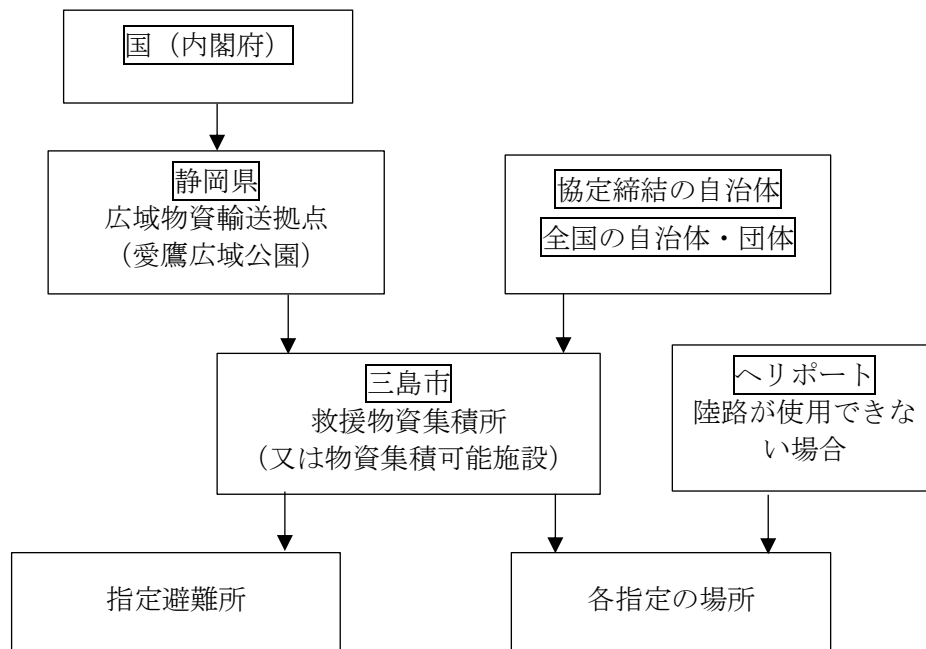 国（内閣府）
静岡県
広域物資輸送拠点
（愛鷹広域公園）
協定締結の自治体
全国の自治体・団体
三島市
救援物資集積所
（又は物資集積可能施設）
ヘリポート
陸路が使用できな
い場合
指定避難所
各指定の場所